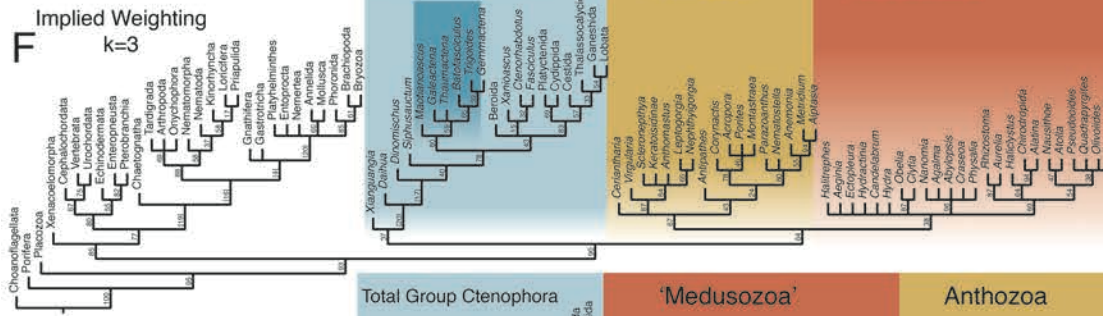 F
Implied Weighting
k=3
Choanoflagellata
Porifera
Placozoa
Xenacoelomorpha
Cephalochordata
Vertebrata
Urochordata
Echinodermata
Enteropneusta
Pterobranchia
Chaetognatha
Tardigrada
Arthropoda
Onychophora
Nematomorpha
Nematoda
Kinorhyncha
Loricifera
Priapulida
Gnathifera
Gastrotricha
Platyhelminthes
Entoprocta
Nemertea
Annelida
Mollusca
Phoronida
Brachiopoda
Bryozoa
Xianguangia
Daihua
Dinomischus
Siphusauctum
Maotianoascus
Galeactena
Thaumactena
Batofasciculus
Trigoides
Gemmactena
Beroida
Xanioascus
Ctenorhabdotus
Fasciculus
Platyctenida
Cydippida
Cestida
Thalassocalycida
Ganeshida
Lobata
Ceriantharia
Virgularia
Scleronepthya
Keratoisidinae
Anthomastus
Leptogorgia
Nephthyigorgia
Antipathes
Corynactis
Acropora
Porites
Montastraea
Parazoanthus
Nematostella
Anemonia
Metridium
Aiptasia
Halitrephes
Aeginia
Ectopleura
Hydractinia
Candelabrum
Hydra
Obelia
Clytia
Nanomia
Agalma
Abylopsis
Craseoa
Physalia
Rhizostoma
Aurelia
Haliclystus
Chirodropida
Alatina
Nausithoe
Atolla
Pseudooides
Quadrapyrgites
Olivooides
Total Group Ctenophora
'Medusozoa'
Anthozoa